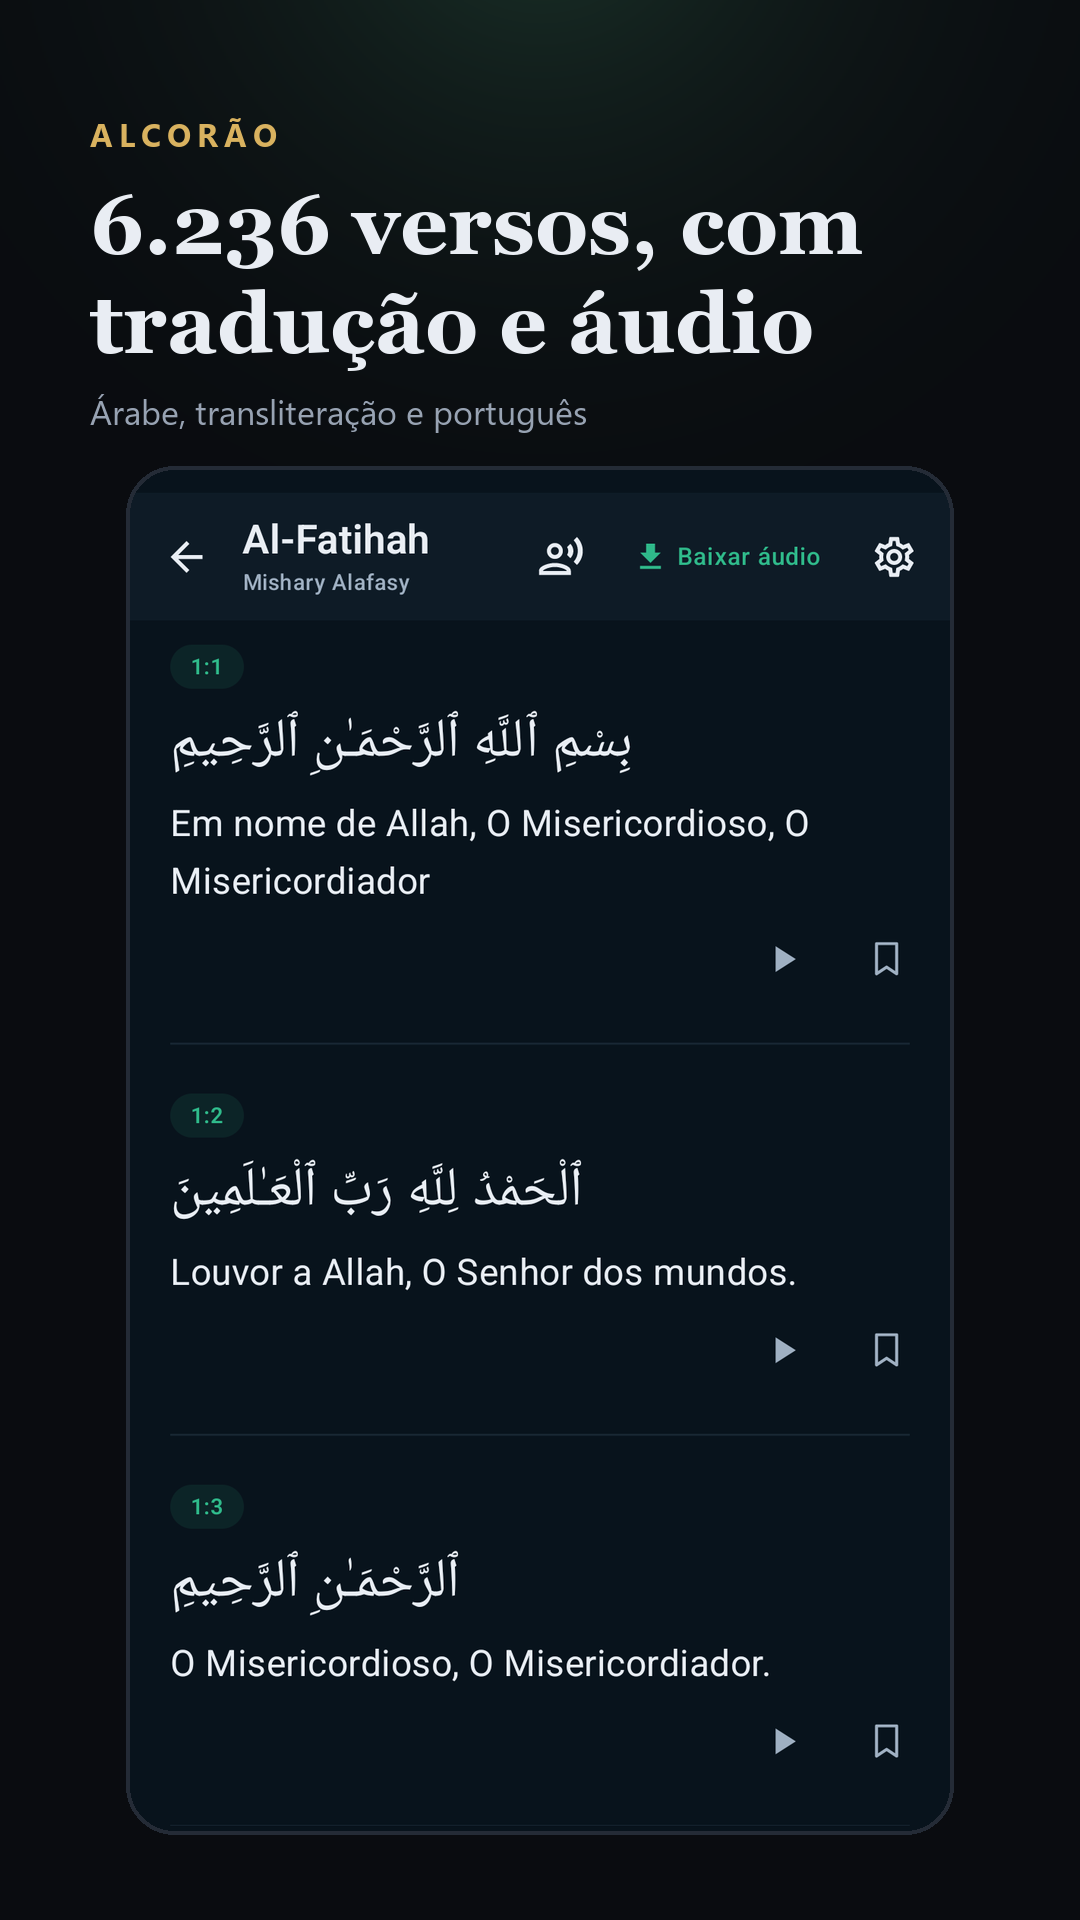 ALCORÃO
6.236 versos, com
tradução e áudio
Árabe, transliteração e português
Al-Fatihah
Mishary Alafasy
Baixar áudio
1:1
بِسْمِ ٱللَّهِ ٱلرَّحْمَـٰنِ ٱلرَّحِيمِ
Em nome de Allah, O Misericordioso, O
Misericordiador
1:2
ٱلْحَمْدُ لِلَّهِ رَبِّ ٱلْعَـٰلَمِينَ
Louvor a Allah, O Senhor dos mundos.
1:3
ٱلرَّحْمَـٰنِ ٱلرَّحِيمِ
O Misericordioso, O Misericordiador.